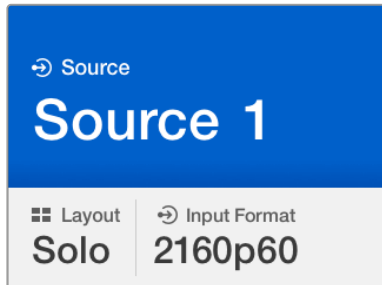 Source
Source 1
Layout
Input Format
Solo
2160p60